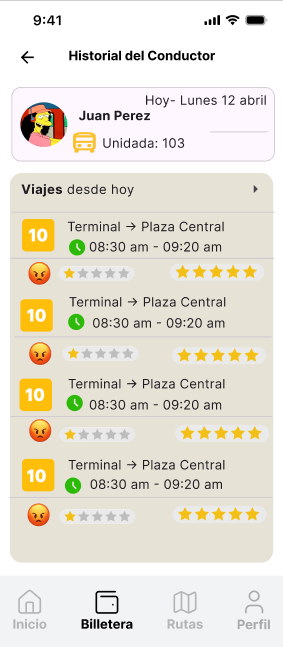 9:41
← Historial del Conductor
Hoy- Lunes 12 abril
Juan Perez
Unidada: 103
Viajes desde hoy
10 Terminal → Plaza Central
08:30 am - 09:20 am
10 Terminal → Plaza Central
08:30 am - 09:20 am
10 Terminal → Plaza Central
08:30 am - 09:20 am
10 Terminal → Plaza Central
08:30 am - 09:20 am
Inicio Billetera Rutas Perfil